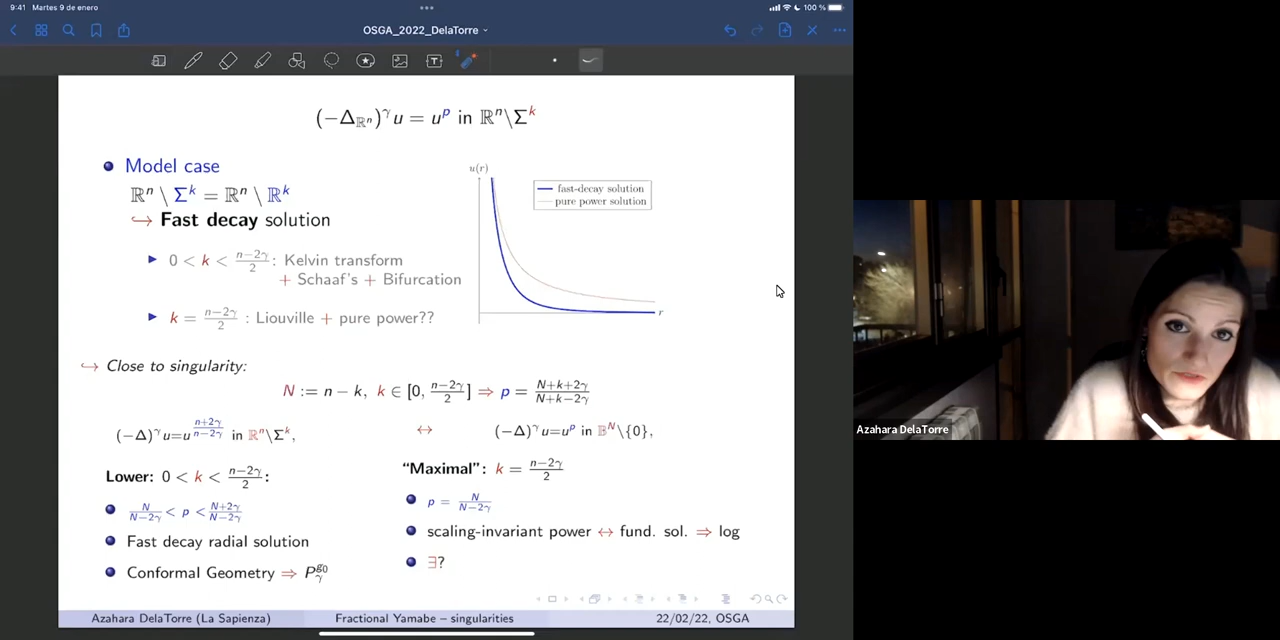 9:41 Martes 9 de enero
100 %
OSGA_2022_DelaTorre
(−Δ_{ℝⁿ})^γ u = u^p in ℝⁿ\Σ^k
Model case
ℝⁿ \ Σ^k = ℝⁿ \ ℝ^k
↪ Fast decay solution
0 < k < (n−2γ)/2 : Kelvin transform
+ Schaaf's + Bifurcation
k = (n−2γ)/2 : Liouville + pure power??
u(r)
fast-decay solution
pure power solution
r
↪ Close to singularity:
N := n − k, k ∈ [0, (n−2γ)/2] ⇒ p = (N+k+2γ)/(N+k−2γ)
(−Δ)^γ u=u^{(n+2γ)/(n−2γ)} in ℝⁿ\Σ^k, ↔ (−Δ)^γ u=u^p in 𝔹^N\{0},
Lower: 0 < k < (n−2γ)/2:
N/(N−2γ) < p < (N+2γ)/(N−2γ)
Fast decay radial solution
Conformal Geometry ⇒ P_γ^{g₀}
“Maximal”: k = (n−2γ)/2
p = N/(N−2γ)
scaling-invariant power ↔ fund. sol. ⇒ log
∃?
Azahara DelaTorre (La Sapienza) Fractional Yamabe – singularities 22/02/22, OSGA
Azahara DelaTorre